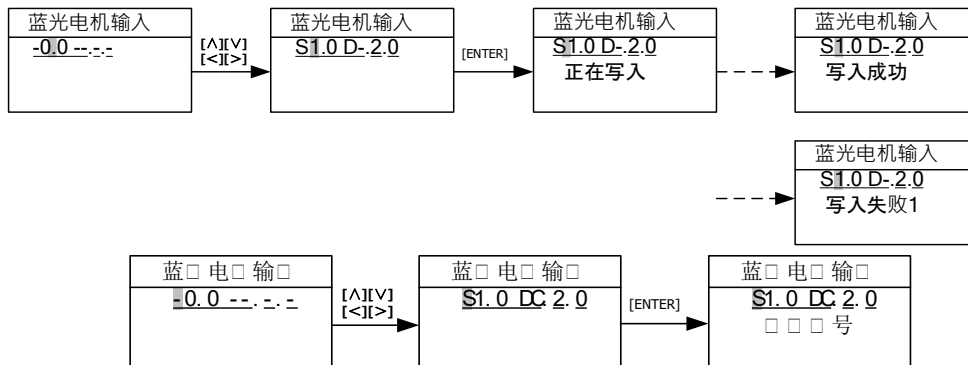 蓝光电机输入
-0.0 --.-.-
[Λ][V]
[<][>]
蓝光电机输入
S1.0 D-.2.0
[ENTER]
蓝光电机输入
S1.0 D-.2.0
正在写入
蓝光电机输入
S1.0 D-.2.0
写入成功
蓝光电机输入
S1.0 D-.2.0
写入失败1
蓝□ 电□ 输□
-0.0 --.-.-
[Λ][V]
[<][>]
蓝□ 电□ 输□
S1.0 DC.2.0
[ENTER]
蓝□ 电□ 输□
S1.0 DC.2.0
□□□号